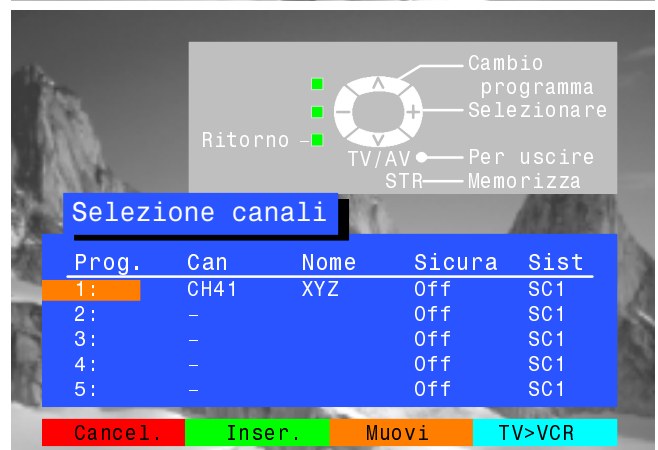 Cambio
programma
Selezionare
Ritorno
TV/AV Per uscire
STR Memorizza
Selezione canali
Prog. Can Nome Sicura Sist
1: CH41 XYZ Off SC1
2: – Off SC1
3: – Off SC1
4: – Off SC1
5: – Off SC1
Cancel. Inser. Muovi TV>VCR